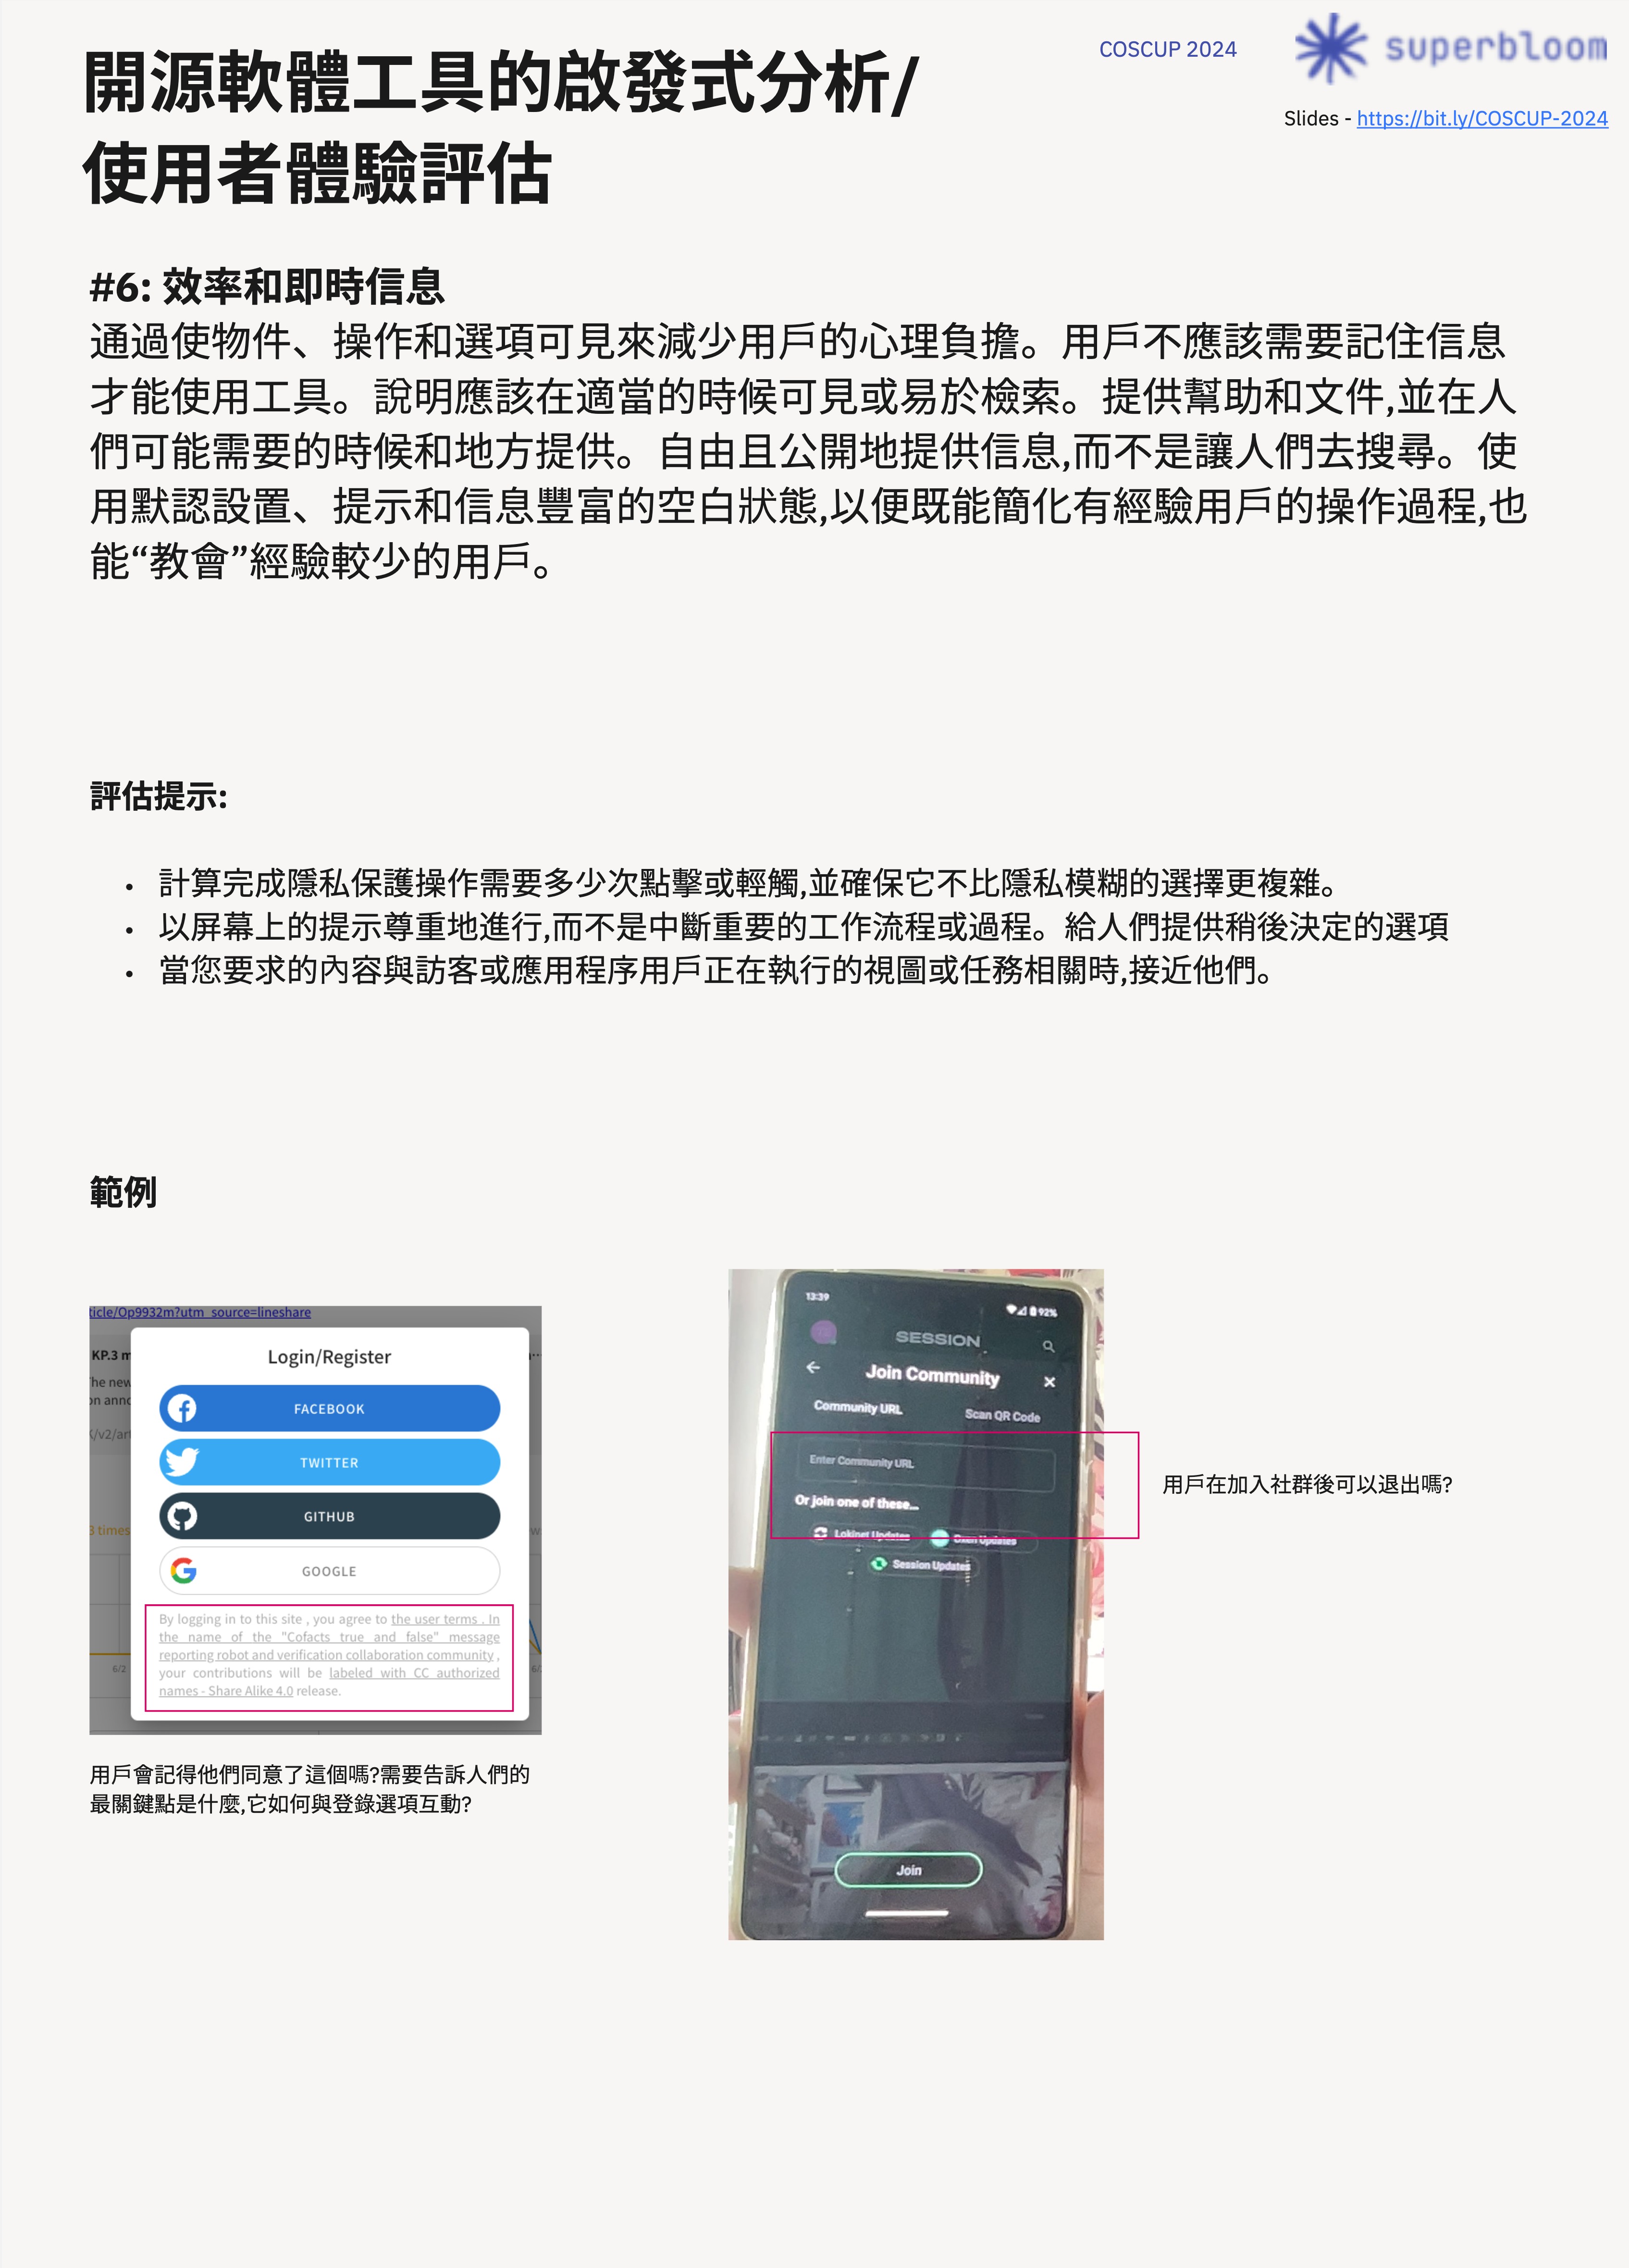 開源軟體工具的啟發式分析/
使用者體驗評估
COSCUP 2024
superbloom
Slides - https://bit.ly/COSCUP-2024
#6: 效率和即時信息
通過使物件、操作和選項可見來減少用戶的心理負擔。用戶不應該需要記住信息
才能使用工具。說明應該在適當的時候可見或易於檢索。提供幫助和文件,並在人
們可能需要的時候和地方提供。自由且公開地提供信息,而不是讓人們去搜尋。使
用默認設置、提示和信息豐富的空白狀態,以便既能簡化有經驗用戶的操作過程,也
能“教會”經驗較少的用戶。
評估提示:
• 計算完成隱私保護操作需要多少次點擊或輕觸,並確保它不比隱私模糊的選擇更複雜。
• 以屏幕上的提示尊重地進行,而不是中斷重要的工作流程或過程。給人們提供稍後決定的選項
• 當您要求的內容與訪客或應用程序用戶正在執行的視圖或任務相關時,接近他們。
範例
ticle/Op9932m?utm_source=lineshare
KP.3 m
he new
on anno
K/v2/art
3 times
6/2
Login/Register
FACEBOOK
TWITTER
GITHUB
GOOGLE
By logging in to this site , you agree to the user terms . In
the name of the "Cofacts true and false" message
reporting robot and verification collaboration community ,
your contributions will be labeled with CC authorized
names - Share Alike 4.0 release.
用戶會記得他們同意了這個嗎?需要告訴人們的
最關鍵點是什麼,它如何與登錄選項互動?
13:39
92%
SESSION
Join Community
Community URL
Scan QR Code
Enter Community URL
Or join one of these...
Lokinet Updates
Oxen Updates
Session Updates
Join
用戶在加入社群後可以退出嗎?